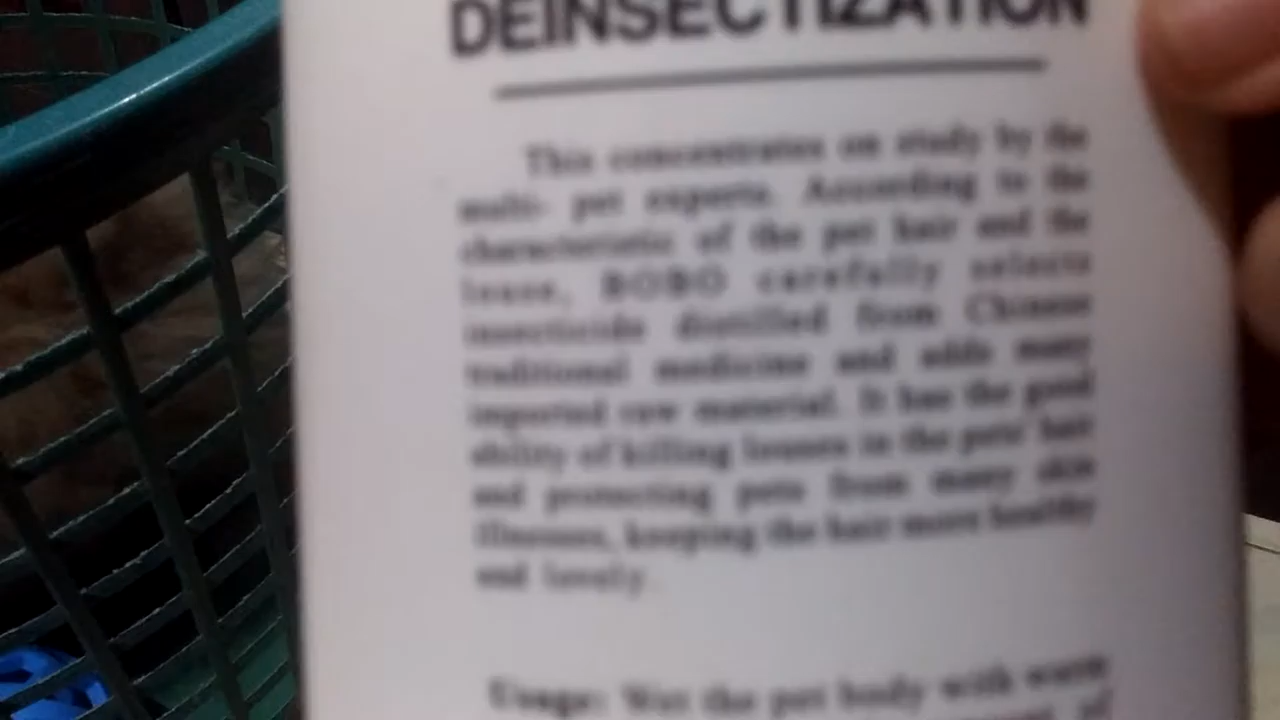 DEINSECTIZATION
This concentrates on study by the
multi- pet experts. According to the
characteristic of the pet hair and the
louse, BOBO carefully selects
insecticide distilled from Chinese
traditional medicine and adds many
imported raw material. It has the good
ability of killing louses in the pets' hair
and protecting pets from many skin
illnesses, keeping the hair more healthy
and lovely.
Usage: Wet the pet body with warm
of